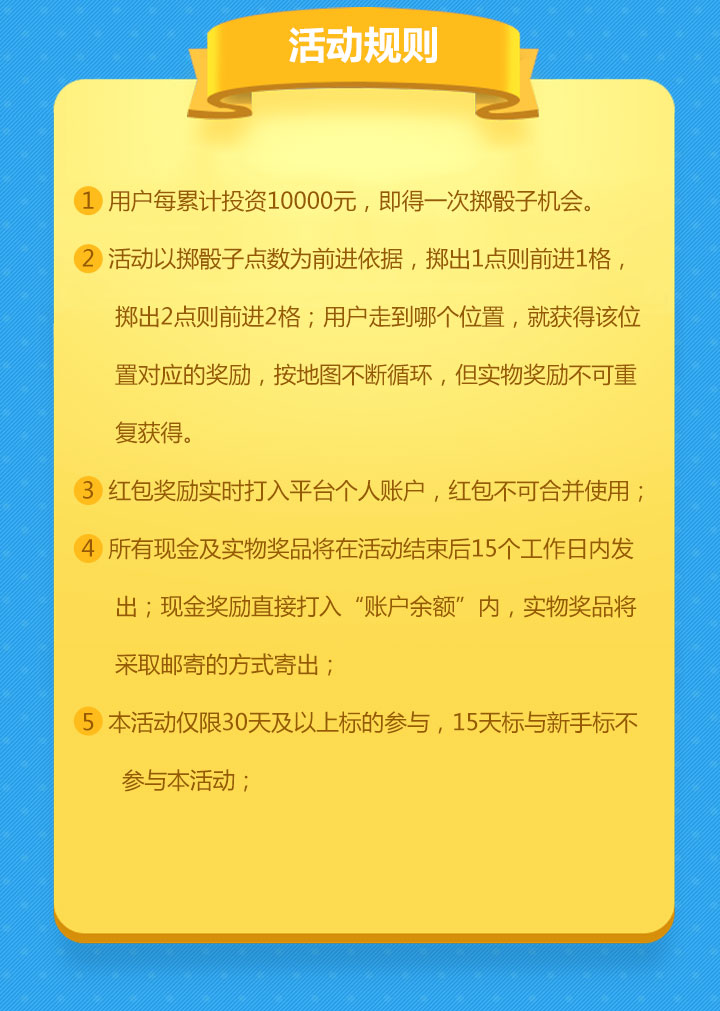 活动规则
1 用户每累计投资10000元，即得一次掷骰子机会。
2 活动以掷骰子点数为前进依据，掷出1点则前进1格，
掷出2点则前进2格；用户走到哪个位置，就获得该位
置对应的奖励，按地图不断循环，但实物奖励不可重
复获得。
3 红包奖励实时打入平台个人账户，红包不可合并使用；
4 所有现金及实物奖品将在活动结束后15个工作日内发
出；现金奖励直接打入“账户余额”内，实物奖品将
采取邮寄的方式寄出；
5 本活动仅限30天及以上标的参与，15天标与新手标不
参与本活动；